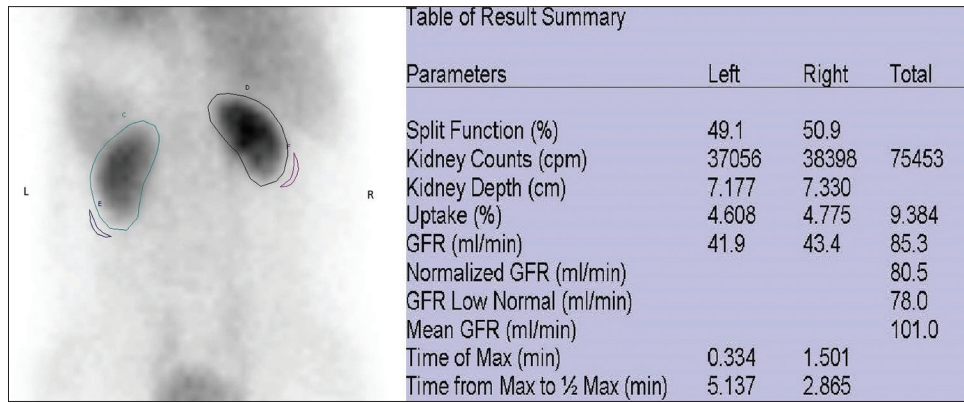 Table of Result Summary
Parameters Left Right Total
Split Function (%) 49.1 50.9
Kidney Counts (cpm) 37056 38398 75453
Kidney Depth (cm) 7.177 7.330
Uptake (%) 4.608 4.775 9.384
GFR (ml/min) 41.9 43.4 85.3
Normalized GFR (ml/min) 80.5
GFR Low Normal (ml/min) 78.0
Mean GFR (ml/min) 101.0
Time of Max (min) 0.334 1.501
Time from Max to ½ Max (min) 5.137 2.865
D
C
F
L
R
E